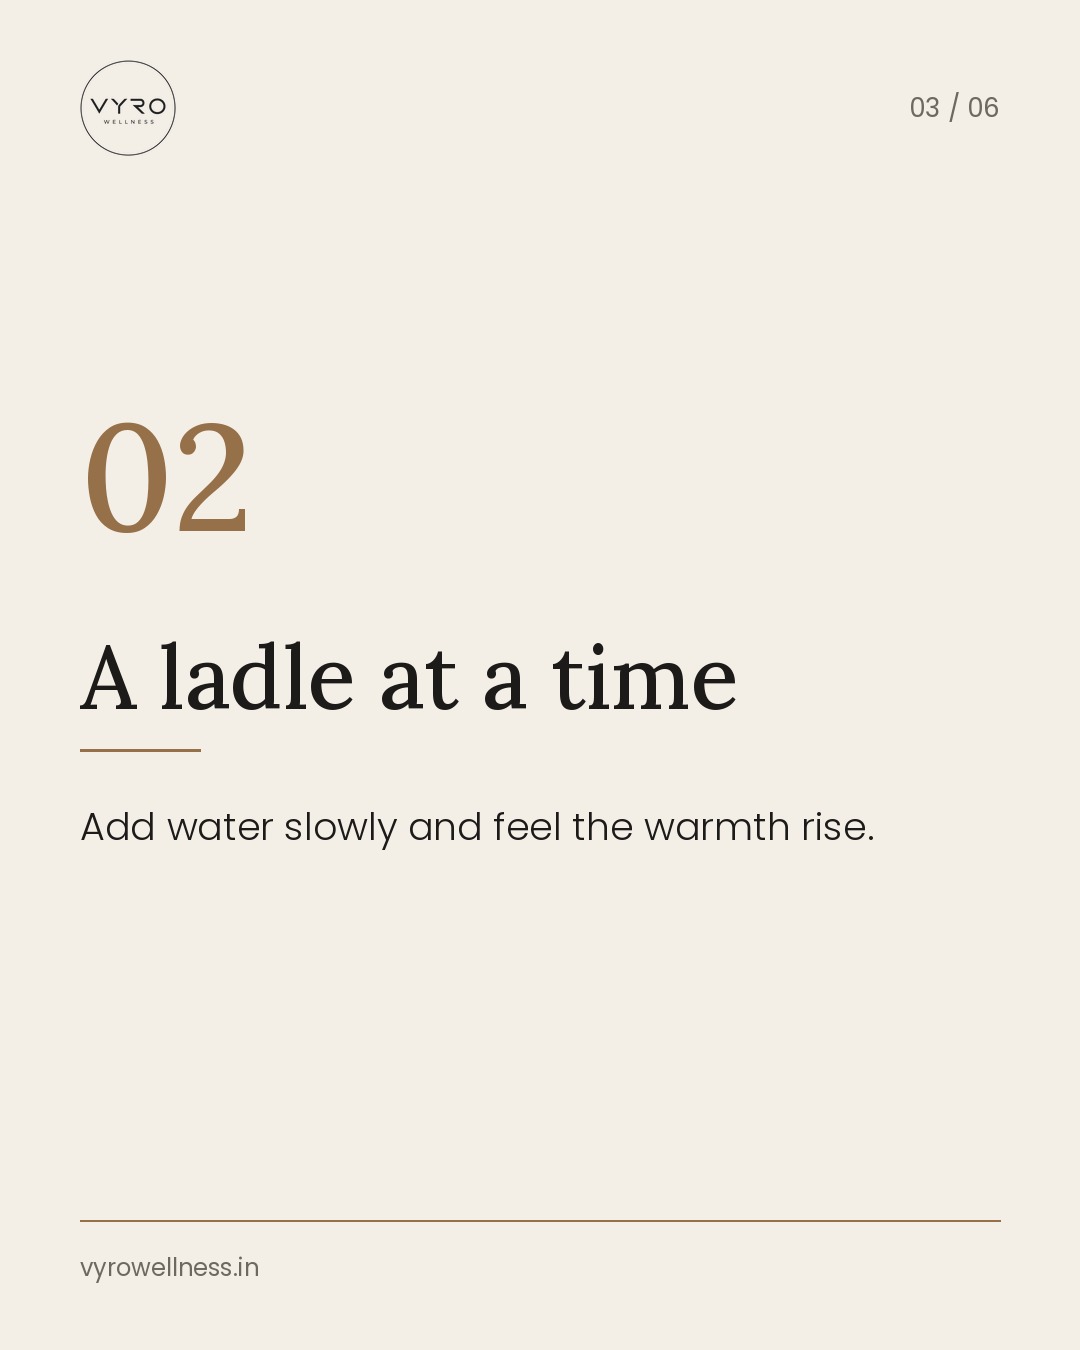 VYRO
WELLNESS
03 / 06
02
A ladle at a time
Add water slowly and feel the warmth rise.
vyrowellness.in